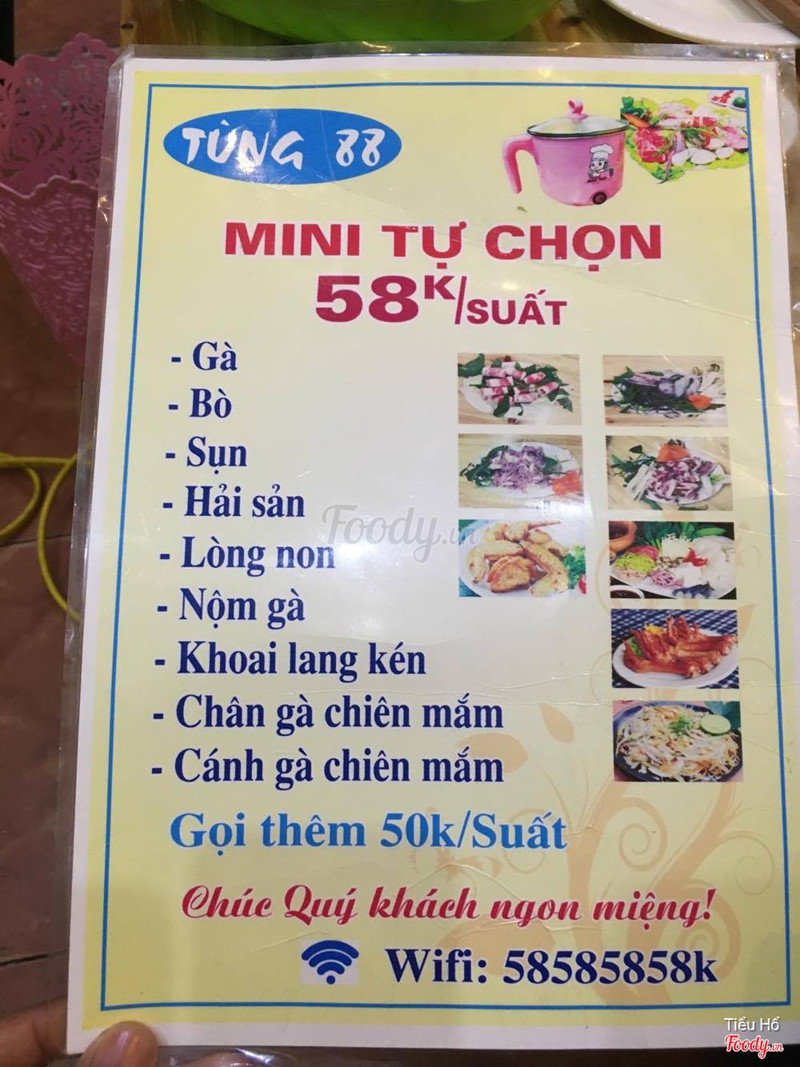 TÙNG 88
MINI TỰ CHỌN
58K/SUẤT
- Gà
- Bò
- Sụn
- Hải sản
- Lòng non
- Nộm gà
- Khoai lang kén
- Chân gà chiên mắm
- Cánh gà chiên mắm
Gọi thêm 50k/Suất
Chúc Quý khách ngon miệng!
Wifi: 58585858k
Foody.vn
Tiểu Hổ
Foody.vn